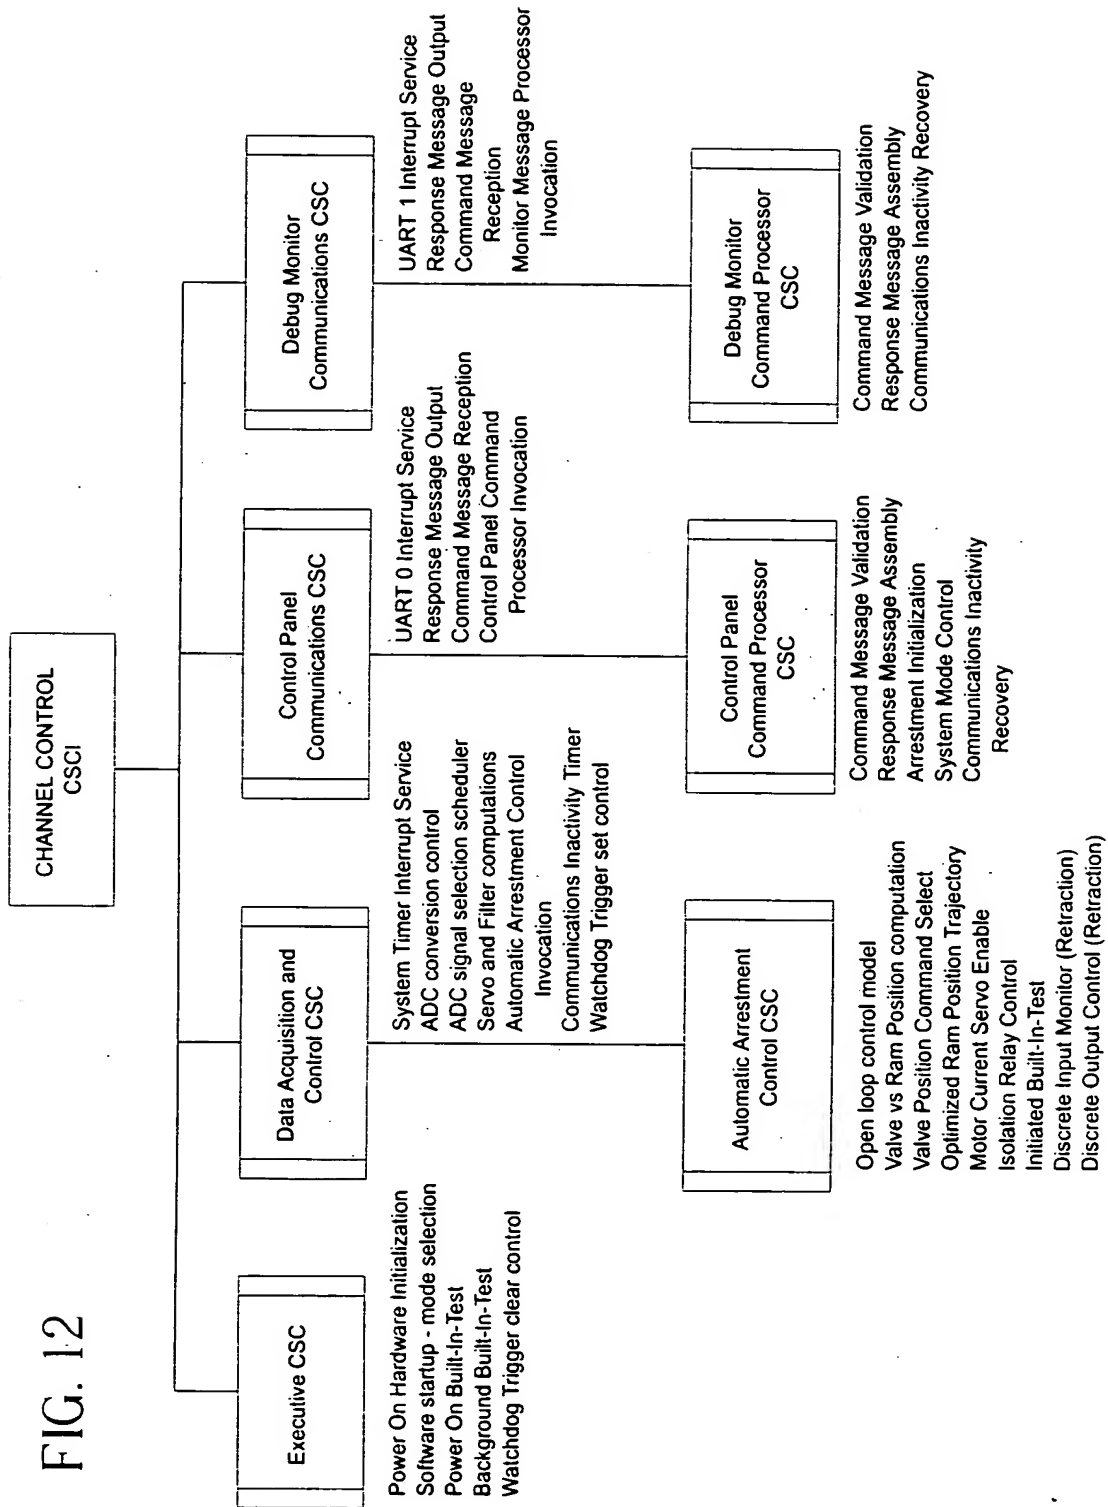 FIG. 12
CHANNEL CONTROL
CSCI
Executive CSC
Power On Hardware Initialization
Software startup - mode selection
Power On Built-In-Test
Background Built-In-Test
Watchdog Trigger clear control
Data Acquisition and
Control CSC
System Timer Interrupt Service
ADC conversion control
ADC signal selection scheduler
Servo and Filter computations
Automatic Arrestment Control
Invocation
Communications Inactivity Timer
Watchdog Trigger set control
Control Panel
Communications CSC
UART 0 Interrupt Service
Response Message Output
Command Message Reception
Control Panel Command
Processor Invocation
Debug Monitor
Communications CSC
UART 1 Interrupt Service
Response Message Output
Command Message
Reception
Monitor Message Processor
Invocation
Automatic Arrestment
Control CSC
Open loop control model
Valve vs Ram Position computation
Valve Position Command Select
Optimized Ram Position Trajectory
Motor Current Servo Enable
Isolation Relay Control
Initiated Built-In-Test
Discrete Input Monitor (Retraction)
Discrete Output Control (Retraction)
Control Panel
Command Processor
CSC
Command Message Validation
Response Message Assembly
Arrestment Initialization
System Mode Control
Communications Inactivity
Recovery
Debug Monitor
Command Processor
CSC
Command Message Validation
Response Message Assembly
Communications Inactivity Recovery